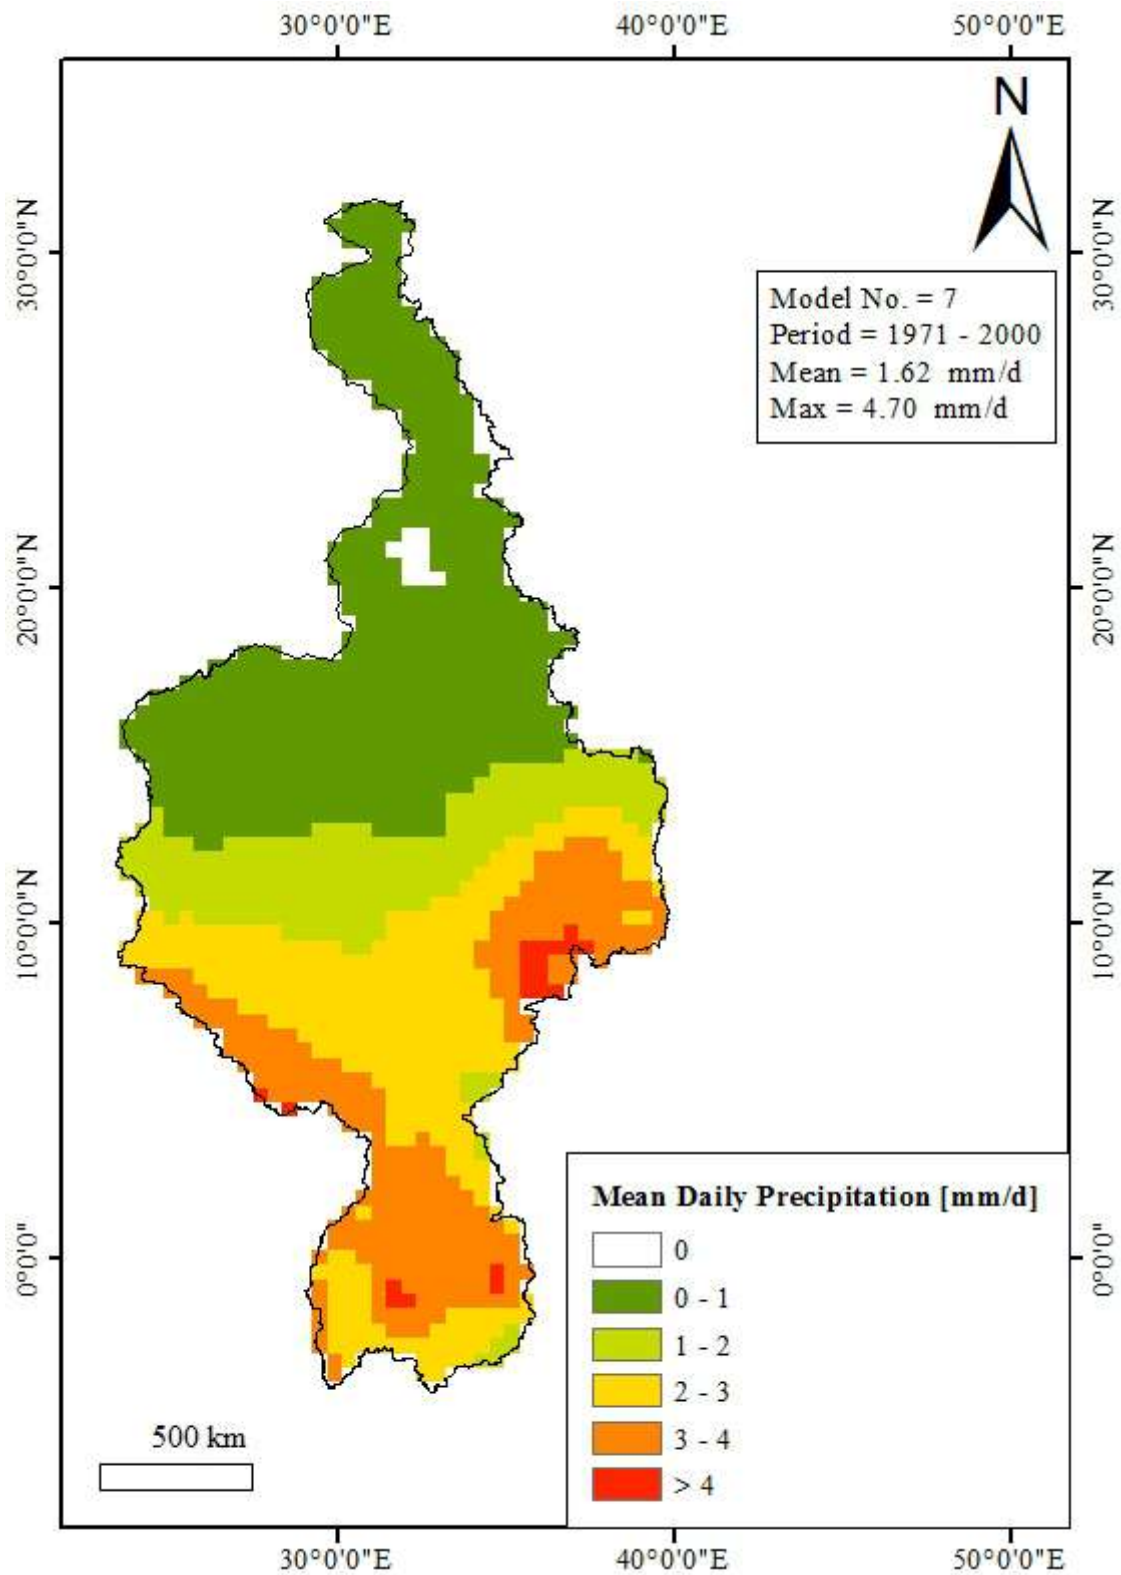 30°0'0"E 40°0'0"E 50°0'0"E
N
30°0'0"N 30°0'0"N
Model No. = 7
Period = 1971 - 2000
Mean = 1.62 mm/d
Max = 4.70 mm/d
20°0'0"N 20°0'0"N
10°0'0"N 10°0'0"N
0°0'0" 0°0'0"
Mean Daily Precipitation [mm/d]
0
0 - 1
1 - 2
2 - 3
3 - 4
> 4
500 km
30°0'0"E 40°0'0"E 50°0'0"E